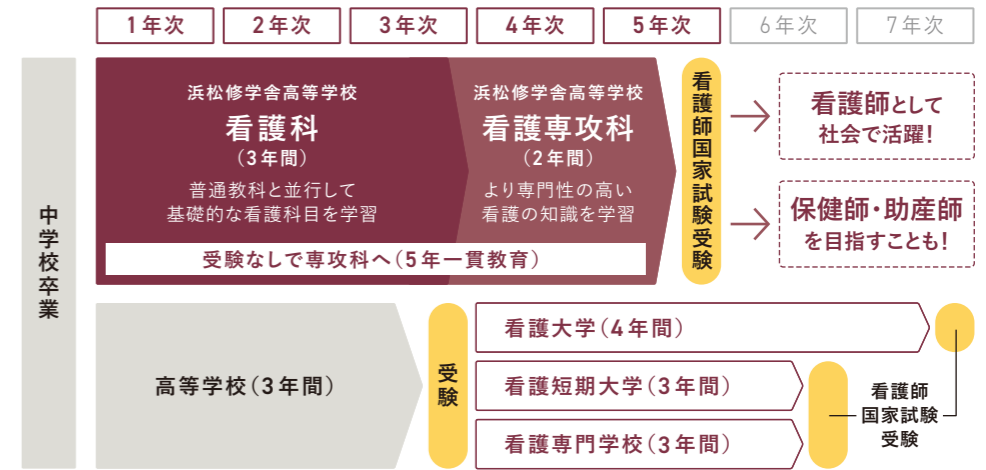 1年次
2年次
3年次
4年次
5年次
6年次
7年次
中学校卒業
浜松修学舎高等学校
看護科
（3年間）
普通教科と並行して
基礎的な看護科目を学習
浜松修学舎高等学校
看護専攻科
（2年間）
より専門性の高い
看護の知識を学習
受験なしで専攻科へ（5年一貫教育）
看護師国家試験受験
看護師として
社会で活躍！
保健師・助産師
を目指すことも！
高等学校（3年間）
受験
看護大学（4年間）
看護短期大学（3年間）
看護専門学校（3年間）
看護師
国家試験
受験